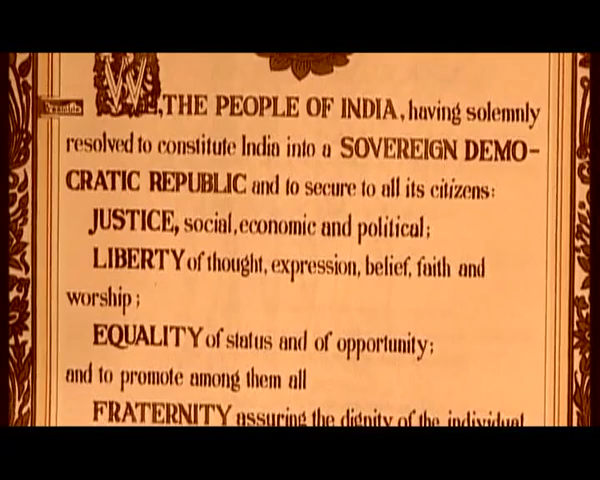 WE, THE PEOPLE OF INDIA, having solemnly
resolved to constitute India into a SOVEREIGN DEMO-
CRATIC REPUBLIC and to secure to all its citizens:
JUSTICE, social, economic and political;
LIBERTY of thought, expression, belief, faith and
worship;
EQUALITY of status and of opportunity;
and to promote among them all
FRATERNITY assuring the dignity of the individual